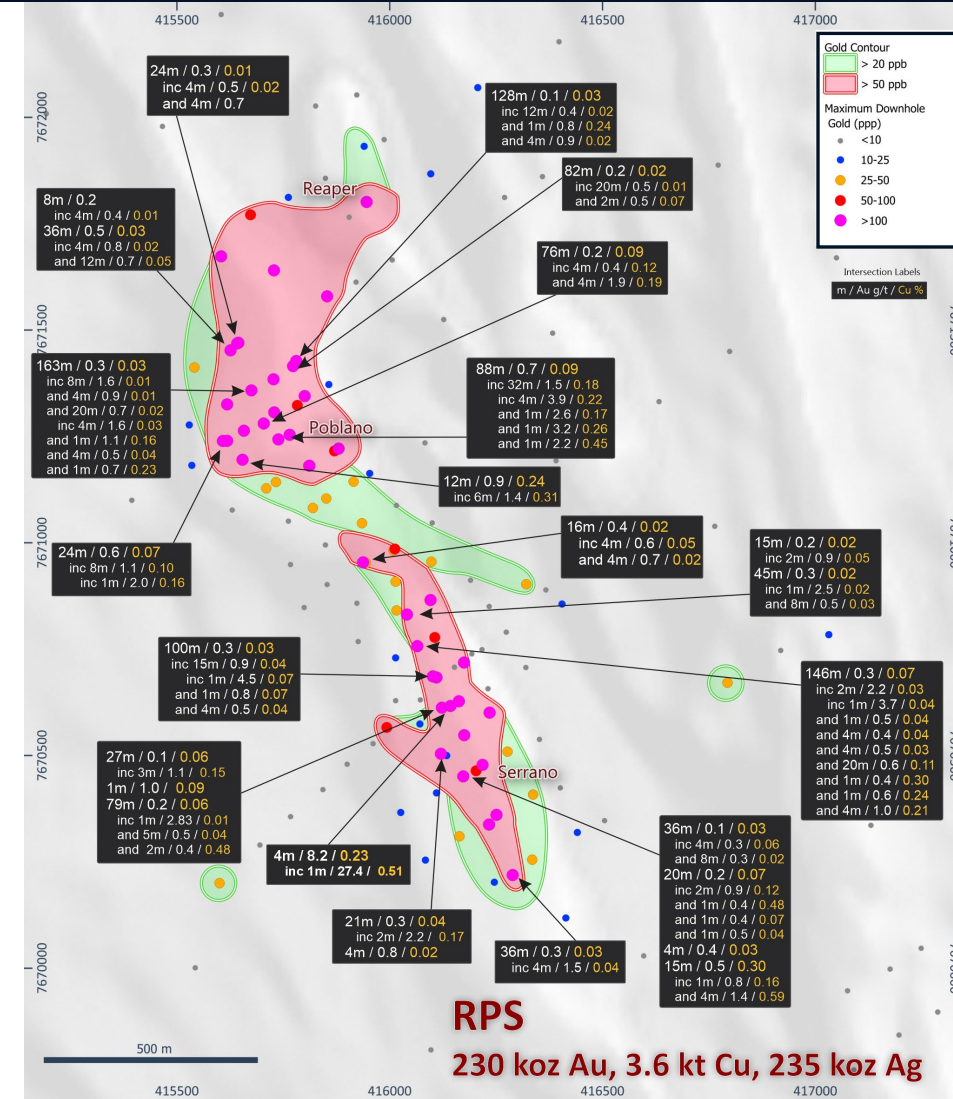 415500
416000
416500
417000
7672000
7671500
7671000
7670500
7670000
Gold Contour
> 20 ppb
> 50 ppb
Maximum Downhole
Gold (ppp)
<10
10-25
25-50
50-100
>100
Intersection Labels
m / Au g/t / Cu %
24m / 0.3 / 0.01
inc 4m / 0.5 / 0.02
and 4m / 0.7
128m / 0.1 / 0.03
inc 12m / 0.4 / 0.02
and 1m / 0.8 / 0.24
and 4m / 0.9 / 0.02
82m / 0.2 / 0.02
inc 20m / 0.5 / 0.01
and 2m / 0.5 / 0.07
Reaper
8m / 0.2
inc 4m / 0.4 / 0.01
36m / 0.5 / 0.03
inc 4m / 0.8 / 0.02
and 12m / 0.7 / 0.05
76m / 0.2 / 0.09
inc 4m / 0.4 / 0.12
and 4m / 1.9 / 0.19
163m / 0.3 / 0.03
inc 8m / 1.6 / 0.01
and 4m / 0.9 / 0.01
and 20m / 0.7 / 0.02
inc 4m / 1.6 / 0.03
and 1m / 1.1 / 0.16
and 4m / 0.5 / 0.04
and 1m / 0.7 / 0.23
88m / 0.7 / 0.09
inc 32m / 1.5 / 0.18
inc 4m / 3.9 / 0.22
and 1m / 2.6 / 0.17
and 1m / 3.2 / 0.26
and 1m / 2.2 / 0.45
Poblano
12m / 0.9 / 0.24
inc 6m / 1.4 / 0.31
24m / 0.6 / 0.07
inc 8m / 1.1 / 0.10
inc 1m / 2.0 / 0.16
16m / 0.4 / 0.02
inc 4m / 0.6 / 0.05
and 4m / 0.7 / 0.02
15m / 0.2 / 0.02
inc 2m / 0.9 / 0.05
45m / 0.3 / 0.02
inc 1m / 2.5 / 0.02
and 8m / 0.5 / 0.03
100m / 0.3 / 0.03
inc 15m / 0.9 / 0.04
inc 1m / 4.5 / 0.07
and 1m / 0.8 / 0.07
and 4m / 0.5 / 0.04
146m / 0.3 / 0.07
inc 2m / 2.2 / 0.03
inc 1m / 3.7 / 0.04
and 1m / 0.5 / 0.04
and 4m / 0.4 / 0.04
and 4m / 0.5 / 0.03
and 20m / 0.6 / 0.11
and 1m / 0.4 / 0.30
and 1m / 0.6 / 0.24
and 4m / 1.0 / 0.21
27m / 0.1 / 0.06
inc 3m / 1.1 / 0.15
1m / 1.0 / 0.09
79m / 0.2 / 0.06
inc 1m / 2.83 / 0.01
and 5m / 0.5 / 0.04
and 2m / 0.4 / 0.48
Serrano
4m / 8.2 / 0.23
inc 1m / 27.4 / 0.51
36m / 0.1 / 0.03
inc 4m / 0.3 / 0.06
and 8m / 0.3 / 0.02
20m / 0.2 / 0.07
inc 2m / 0.9 / 0.12
and 1m / 0.4 / 0.48
and 1m / 0.4 / 0.07
and 1m / 0.5 / 0.04
4m / 0.4 / 0.03
15m / 0.5 / 0.30
inc 1m / 0.8 / 0.16
and 4m / 1.4 / 0.59
21m / 0.3 / 0.04
inc 2m / 2.2 / 0.17
4m / 0.8 / 0.02
36m / 0.3 / 0.03
inc 4m / 1.5 / 0.04
RPS
230 koz Au, 3.6 kt Cu, 235 koz Ag
500 m
415500
416000
416500
417000